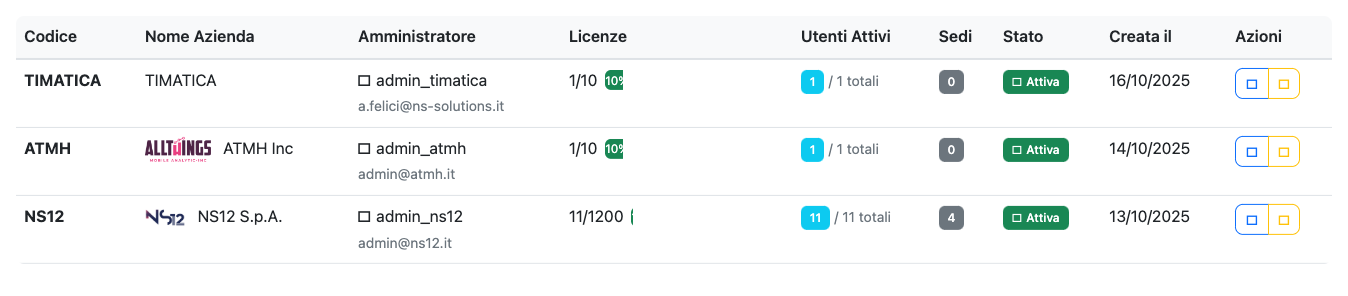 Codice Nome Azienda Amministratore Licenze Utenti Attivi Sedi Stato Creata il Azioni
TIMATICA TIMATICA admin_timatica 1/10 10% 1 / 1 totali 0 Attiva 16/10/2025
a.felici@ns-solutions.it
ATMH ALLTHINGS ATMH Inc admin_atmh 1/10 10% 1 / 1 totali 0 Attiva 14/10/2025
MOBILE ANALYTIC-INC
admin@atmh.it
NS12 NS12 NS12 S.p.A. admin_ns12 11/1200 11 / 11 totali 4 Attiva 13/10/2025
admin@ns12.it